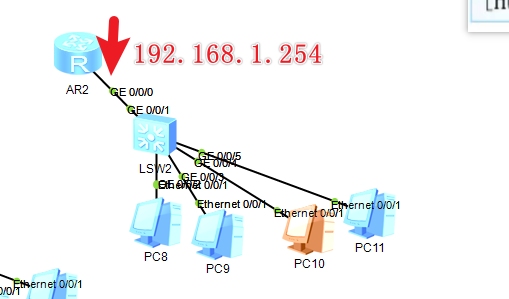 [n
192.168.1.254
R
AR2
GE 0/0/0
GE 0/0/1
LSW2
GE 0/0/5
GE 0/0/4
GE 0/0/3
Ethernet 0/0/1
Ethernet 0/0/1
Ethernet 0/0/1
Ethernet 0/0/1
PC8
PC9
PC10
PC11
Ethernet 0/0/1
0/0/1